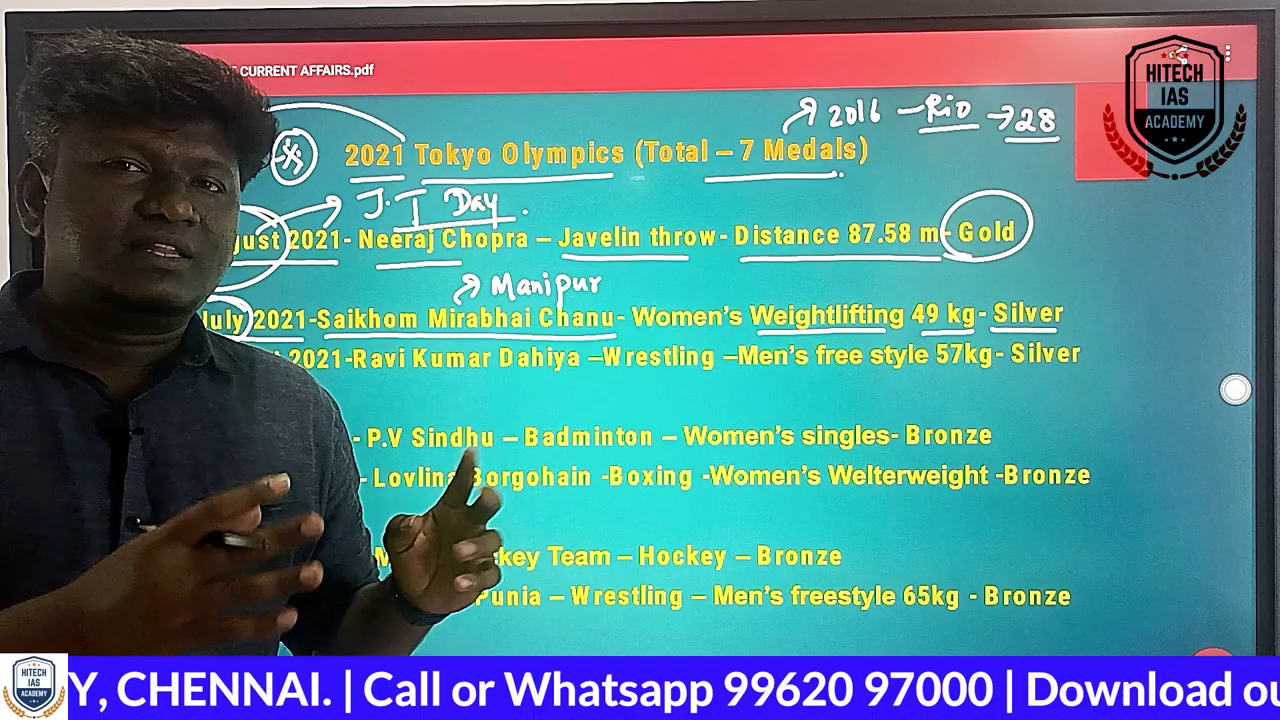 CURRENT AFFAIRS.pdf
HITECH
IAS
ACADEMY
2016 - Rio → 28
2021 Tokyo Olympics (Total – 7 Medals)
J. I Day.
2021- Neeraj Chopra – Javelin throw- Distance 87.58 m- Gold
Manipur
July 2021-Saikhom Mirabhai Chanu- Women's Weightlifting 49 kg- Silver
2021-Ravi Kumar Dahiya –Wrestling –Men's free style 57kg- Silver
- P.V Sindhu – Badminton – Women's singles- Bronze
- Lovlina Borgohain -Boxing -Women's Welterweight -Bronze
Team – Hockey – Bronze
Punia – Wrestling – Men's freestyle 65kg - Bronze
HITECH
IAS
ACADEMY
Y, CHENNAI. | Call or Whatsapp 99620 97000 | Download ou